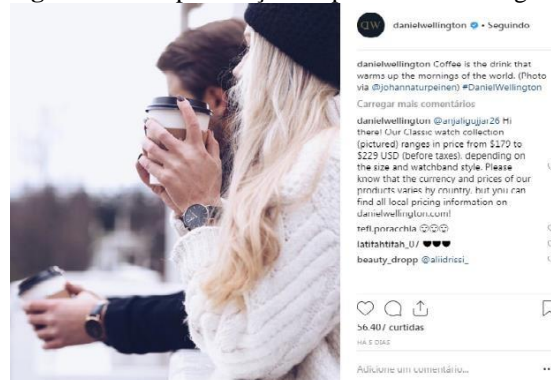 DW
danielwellington • Seguindo
danielwellington Coffee is the drink that
warms up the mornings of the world. (Photo
via @johannaturpeinen) #DanielWellington
Carregar mais comentários
danielwellington @anjaligujjar26 Hi
there! Our Classic watch collection
(pictured) ranges in price from $179 to
$229 USD (before taxes), depending on
the size and watchband style. Please
know that the currency and prices of our
products varies by country, but you can
find all local pricing information on
danielwellington.com!
tefi.poracchia
latifahtifah_07
beauty_dropp @aliidrissi_
56.407 curtidas
HÁ 5 DIAS
Adicione um comentário...